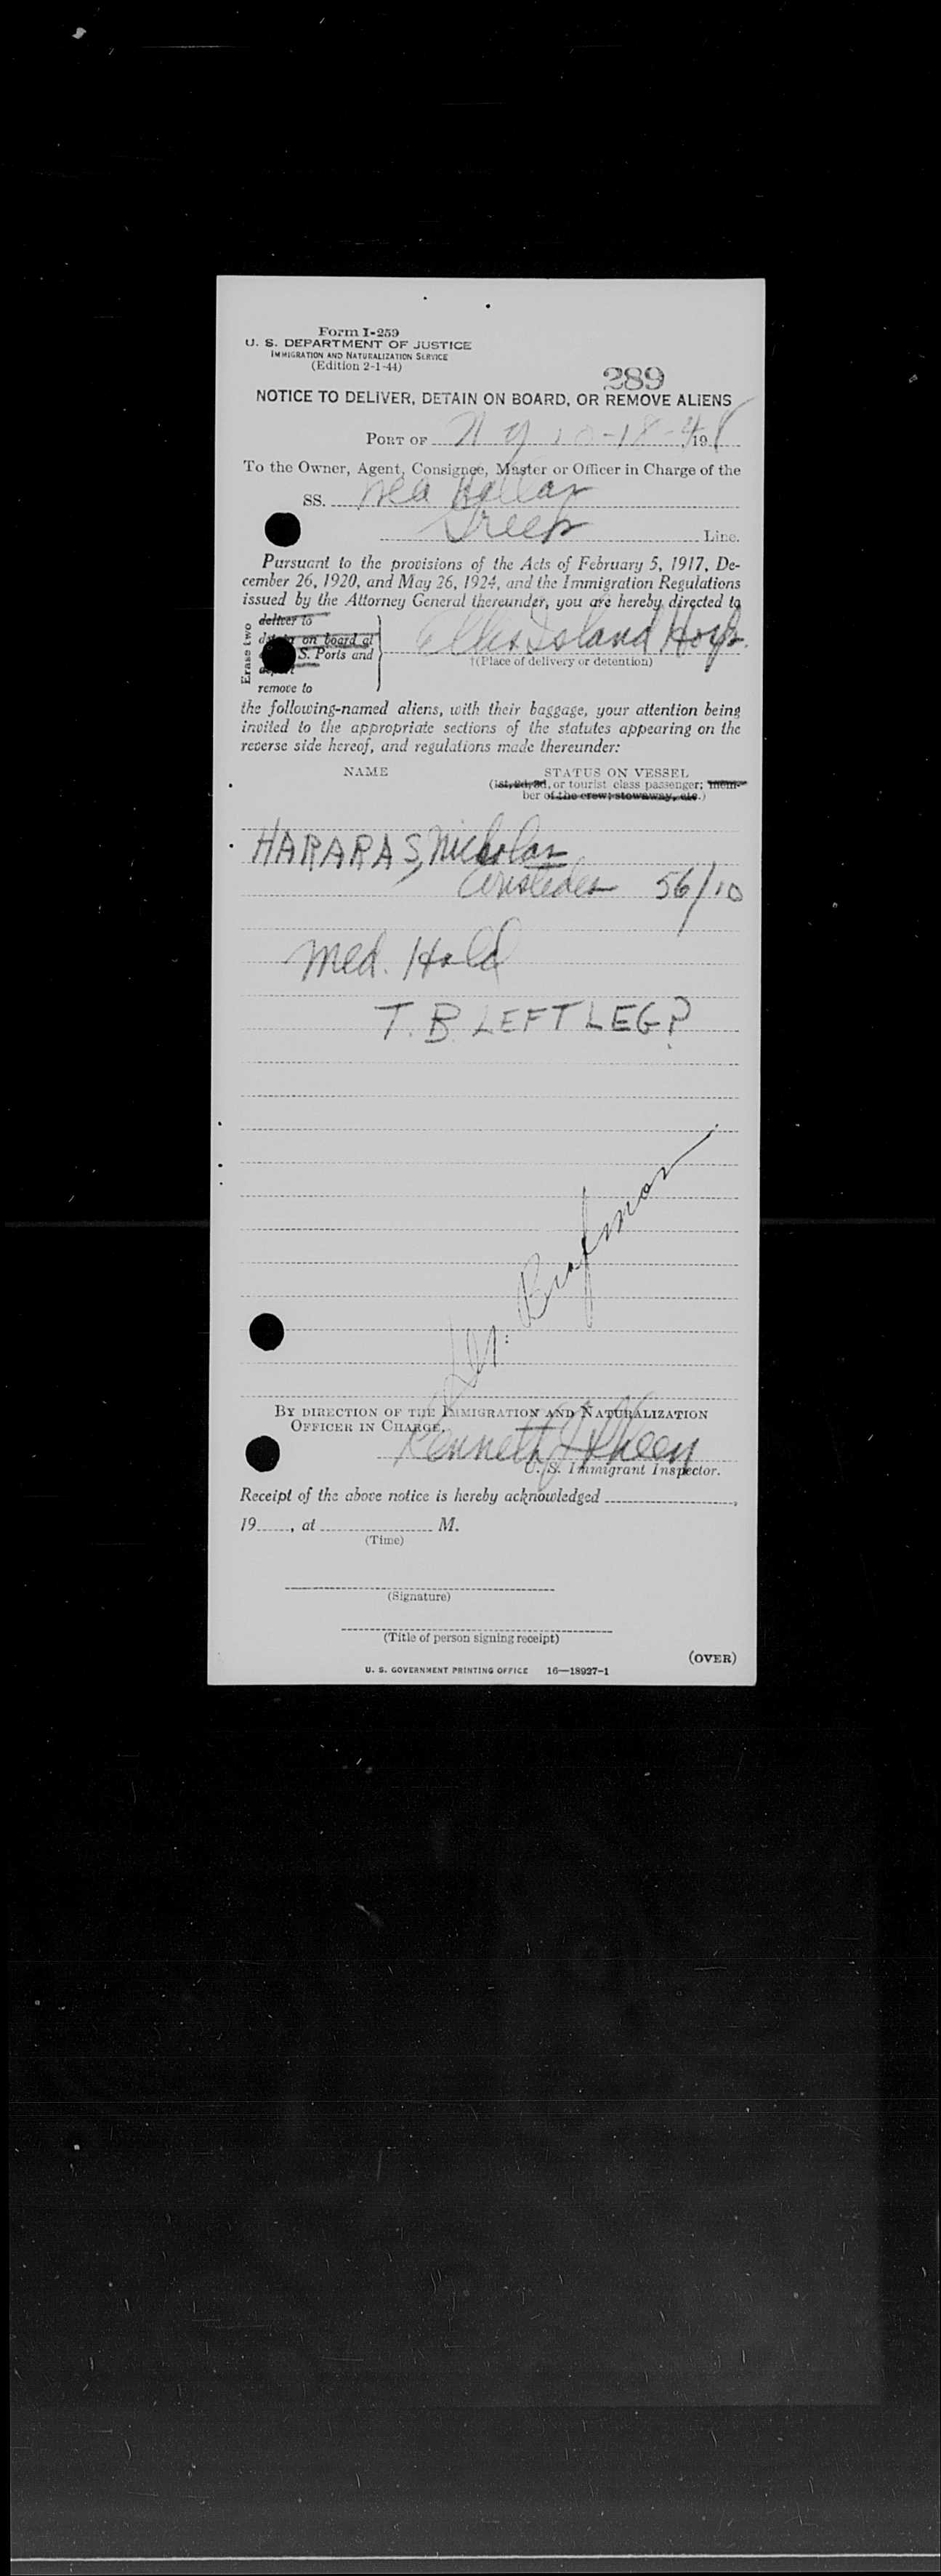 Form I-259
U. S. DEPARTMENT OF JUSTICE
IMMIGRATION AND NATURALIZATION SERVICE
(Edition 2-1-44)
289
NOTICE TO DELIVER, DETAIN ON BOARD, OR REMOVE ALIENS
PORT OF N Y 10-18-4 19 8
To the Owner, Agent, Consignee, Master or Officer in Charge of the
SS. Nea Hellas
Greek Line.
Pursuant to the provisions of the Acts of February 5, 1917, De-
cember 26, 1920, and May 26, 1924, and the Immigration Regulations
issued by the Attorney General thereunder, you are hereby directed to
Erase two
deliver to
detain on board at
S. Ports and
remove to
Ellis Island Hosp.
†(Place of delivery or detention)
the following-named aliens, with their baggage, your attention being
invited to the appropriate sections of the statutes appearing on the
reverse side hereof, and regulations made thereunder:
NAME STATUS ON VESSEL
(1st, 2d, 3d, or tourist class passenger; mem-
ber of the crew; stowaway, etc.)
HARARAS, Nicholas
Aristedes 56/10
Med. Hold
T. B. LEFT LEG?
Dr.
BY DIRECTION OF THE IMMIGRATION AND NATURALIZATION
OFFICER IN CHARGE,
Kenneth J
U. S. Immigrant Inspector.
Receipt of the above notice is hereby acknowledged ,
19 , at M.
(Time)
(Signature)
(Title of person signing receipt)
(OVER)
U. S. GOVERNMENT PRINTING OFFICE 16—18927-1